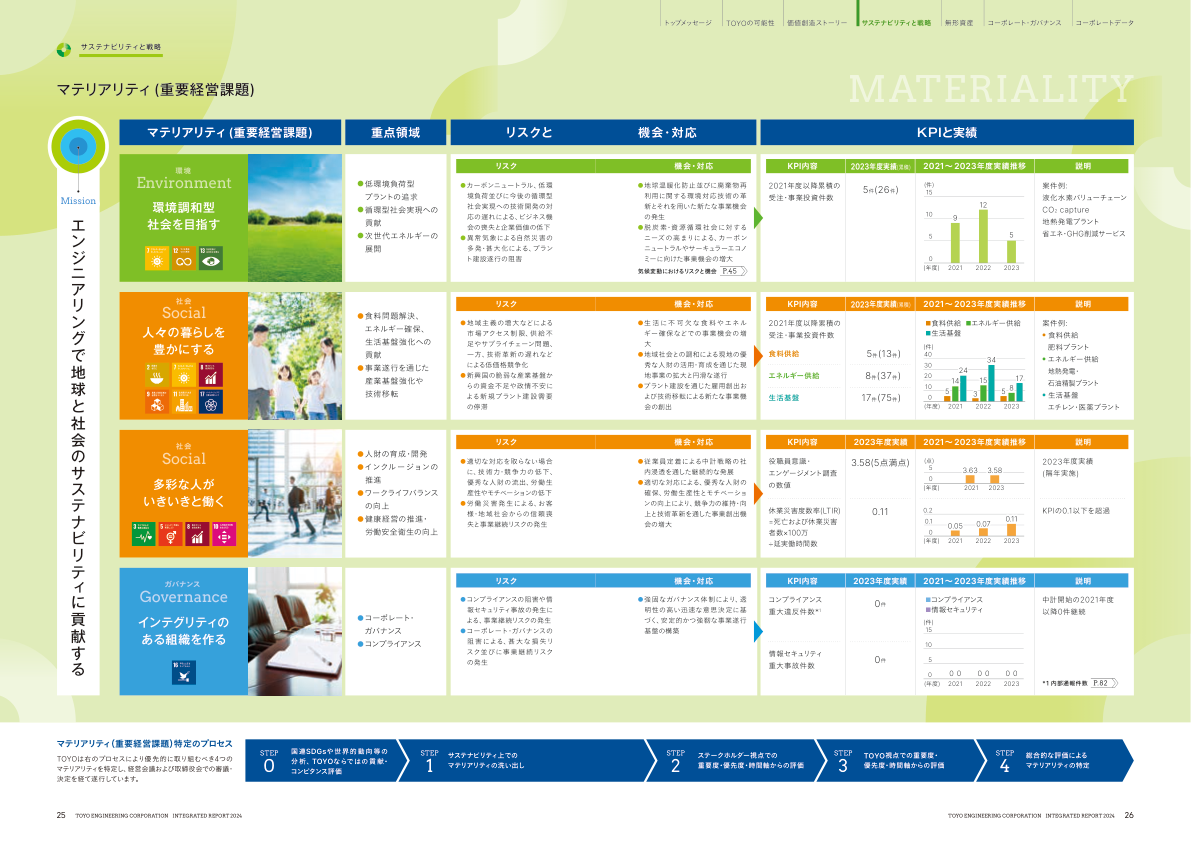 トップメッセージ
TOYOの可能性
価値創造ストーリー
サステナビリティと戦略
無形資産
コーポレート・ガバナンス
コーポレートデータ
サステナビリティと戦略
マテリアリティ(重要経営課題)
MATERIALITY
Mission
エンジニアリングで地球と社会のサステナビリティに貢献する
マテリアリティ(重要経営課題)
重点領域
リスクと
機会・対応
KPIと実績
環境
Environment
環境調和型
社会を目指す
7
12
13
●低環境負荷型
プラントの追求
●循環型社会実現への
貢献
●次世代エネルギーの
展開
リスク
機会・対応
●カーボンニュートラル、低環
境負荷並びに今後の循環型
社会実現への技術開発の対
応の遅れによる、ビジネス機
会の喪失と企業価値の低下
●異常気象による自然災害の
多発・甚大化による、プラン
ト建設遂行の阻害
●地球温暖化防止並びに廃棄物再
利用に関する環境対応技術の革
新とそれを用いた新たな事業機会
の発生
●脱炭素・資源循環社会に対する
ニーズの高まりによる、カーボン
ニュートラルやサーキュラーエコノ
ミーに向けた事業機会の増大
気候変動におけるリスクと機会 P.45
KPI内容
2023年度実績(累積)
2021～2023年度実績推移
説明
2021年度以降累積の
受注・事業投資件数
5件(26件)
(件)
15
10
5
0
9
12
5
(年度) 2021 2022 2023
案件例:
液化水素バリューチェーン
CO₂ capture
地熱発電プラント
省エネ・GHG削減サービス
社会
Social
人々の暮らしを
豊かにする
2
7
8
9
11
17
●食料問題解決、
エネルギー確保、
生活基盤強化への
貢献
●事業遂行を通じた
産業基盤強化や
技術移転
リスク
機会・対応
●地域主義の増大などによる
市場アクセス制限、供給不
足やサプライチェーン問題、
一方、技術革新の遅れなど
による低価格競争化
●新興国の脆弱な産業基盤か
らの資金不足や政情不安に
よる新規プラント建設需要
の停滞
●生活に不可欠な食料やエネル
ギー確保などでの事業機会の増
大
●地域社会との調和による現地の優
秀な人財の活用・育成を通じた現
地事業の拡大と円滑な遂行
●プラント建設を通じた雇用創出お
よび技術移転による新たな事業機
会の創出
KPI内容
2023年度実績(累積)
2021～2023年度実績推移
説明
2021年度以降累積の
受注・事業投資件数
食料供給
5件(13件)
エネルギー供給
8件(37件)
生活基盤
17件(75件)
■食料供給 ■エネルギー供給
■生活基盤
(件)
40
30
20
10
0
5 14 24
3 15 34
5 8 17
(年度) 2021 2022 2023
案件例:
● 食料供給
肥料プラント
● エネルギー供給
地熱発電・
石油精製プラント
● 生活基盤
エチレン・医薬プラント
社会
Social
多彩な人が
いきいきと働く
3
5
8
10
●人財の育成・開発
●インクルージョンの
推進
●ワークライフバランス
の向上
●健康経営の推進・
労働安全衛生の向上
リスク
機会・対応
●適切な対応を取らない場合
に、技術力・競争力の低下、
優秀な人財の流出、労働生
産性やモチベーションの低下
●労働災害発生による、お客
様・地域社会からの信頼喪
失と事業継続リスクの発生
●従業員定着による中計戦略の社
内浸透を通じた継続的な発展
●適切な対応による、優秀な人財の
確保、労働生産性とモチベーショ
ンの向上により、競争力の維持・向
上と技術革新を通じた事業創出機
会の増大
KPI内容
2023年度実績
2021～2023年度実績推移
説明
役職員意識・
エンゲージメント調査
の数値
3.58(5点満点)
(点)
5
0
3.63 3.58
(年度) 2021 2023
2023年度実績
(隔年実施)
休業災害度数率(LTIR)
=死亡および休業災害
者数×100万
÷延実働時間数
0.11
0.2
0.1
0
0.05 0.07 0.11
(年度) 2021 2022 2023
KPIの0.1以下を超過
ガバナンス
Governance
インテグリティの
ある組織を作る
16
●コーポレート・
ガバナンス
●コンプライアンス
リスク
機会・対応
●コンプライアンスの阻害や情
報セキュリティ事故の発生に
よる、事業継続リスクの発生
●コーポレート・ガバナンスの
阻害による、甚大な損失リ
スク並びに事業継続リスク
の発生
●強固なガバナンス体制により、透
明性の高い迅速な意思決定に基
づく、安定的かつ強靱な事業遂行
基盤の構築
KPI内容
2023年度実績
2021～2023年度実績推移
説明
コンプライアンス
重大違反件数*¹
0件
情報セキュリティ
重大事故件数
0件
■コンプライアンス
■情報セキュリティ
(件)
15
10
5
0
0 0 0 0 0 0
(年度) 2021 2022 2023
中計開始の2021年度
以降0件継続
*1 内部通報件数 P.82
マテリアリティ(重要経営課題)特定のプロセス
TOYOは右のプロセスにより優先的に取り組むべき4つの
マテリアリティを特定し、経営会議および取締役会での審議・
決定を経て遂行しています。
STEP
0
国連SDGsや世界的動向等の
分析、TOYOならではの貢献・
コンピタンス評価
STEP
1
サステナビリティ上での
マテリアリティの洗い出し
STEP
2
ステークホルダー視点での
重要度・優先度・時間軸からの評価
STEP
3
TOYO視点での重要度・
優先度・時間軸からの評価
STEP
4
総合的な評価による
マテリアリティの特定
25 TOYO ENGINEERING CORPORATION INTEGRATED REPORT 2024
TOYO ENGINEERING CORPORATION INTEGRATED REPORT 2024 26